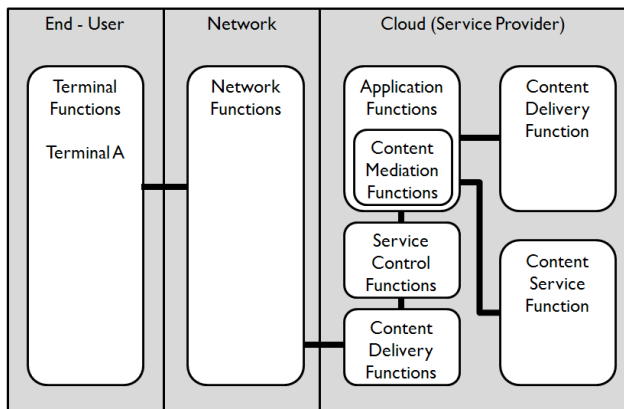 End - User
Network
Cloud (Service Provider)
Terminal
Functions
Terminal A
Network
Functions
Application
Functions
Content
Mediation
Functions
Service
Control
Functions
Content
Delivery
Functions
Content
Delivery
Function
Content
Service
Function